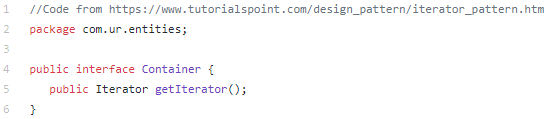 1 //Code from https://www.tutorialspoint.com/design_pattern/iterator_pattern.htm
2 package com.ur.entities;
3
4 public interface Container {
5 public Iterator getIterator();
6 }